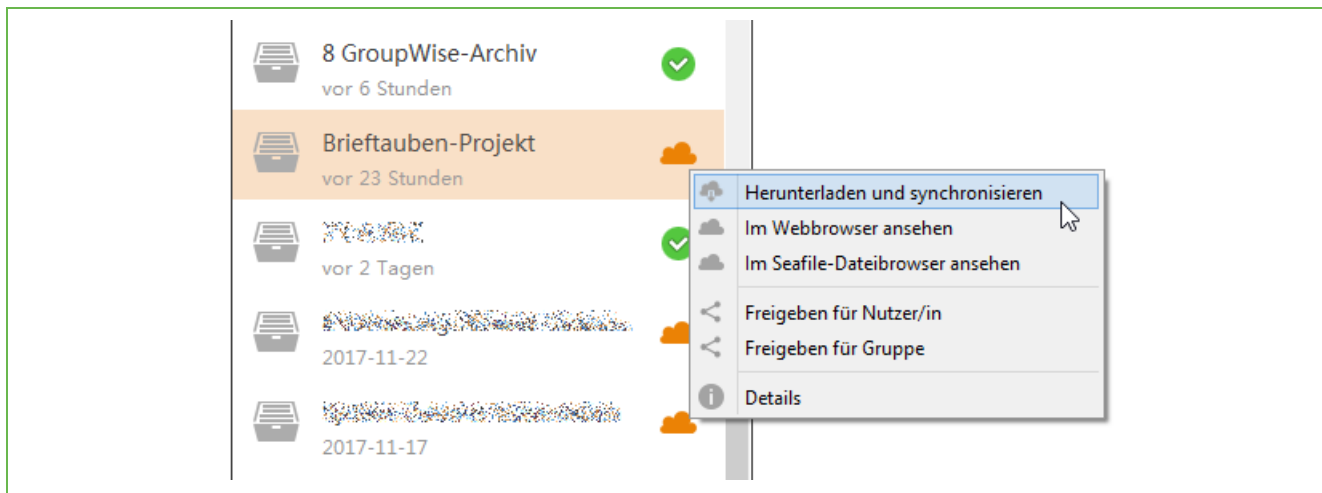 8 GroupWise-Archiv
vor 6 Stunden
Brieftauben-Projekt
vor 23 Stunden
Herunterladen und synchronisieren
Im Webbrowser ansehen
Im Seafile-Dateibrowser ansehen
Freigeben für Nutzer/in
Freigeben für Gruppe
Details
vor 2 Tagen
2017-11-22
2017-11-17